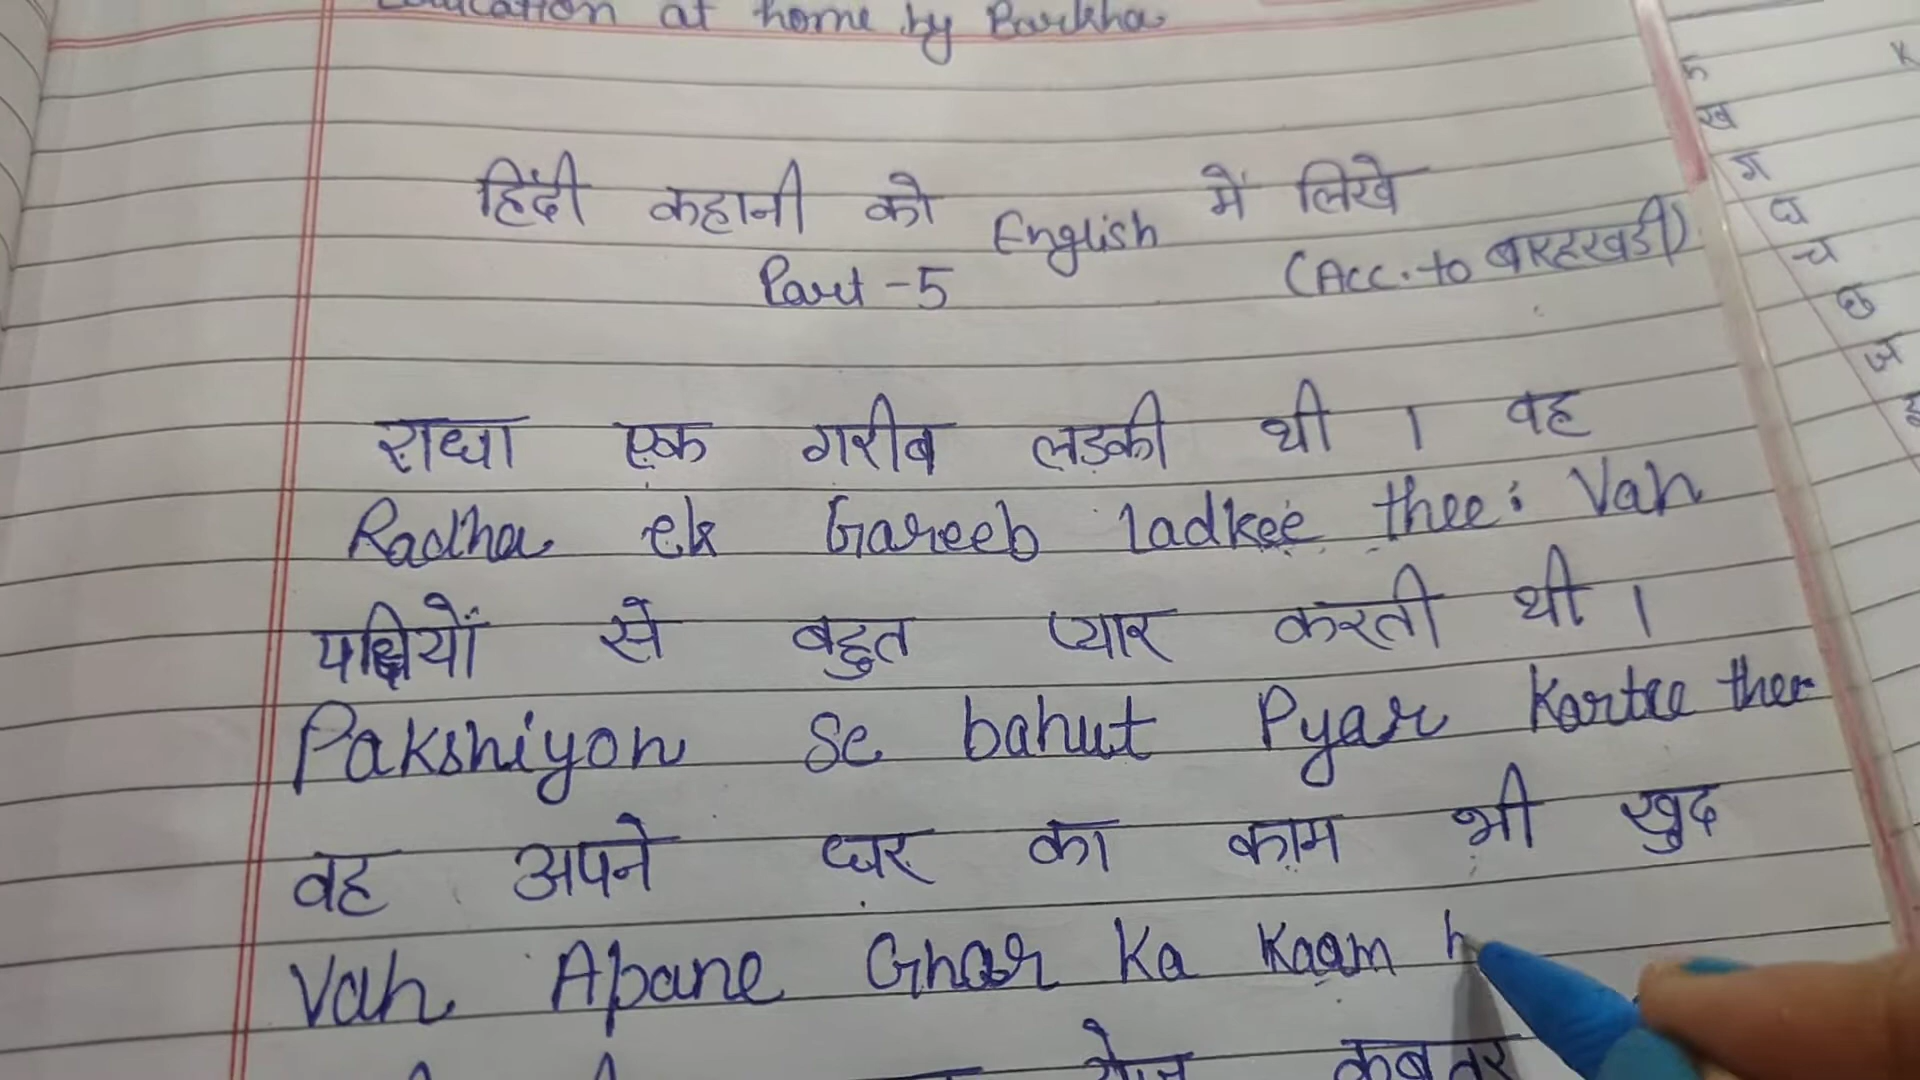 Education at home by Barkha
हिंदी कहानी को English में लिखे
Part - 5 (Acc. to बारहखडी)
राधा एक गरीब लड़की थी । वह
Radha ek Gareeb ladkee thee. Vah
पक्षियों से बहुत प्यार करती थी ।
Pakshiyon se bahut Pyar Kartee thee
वह अपने घर का काम भी खुद
Vah Apane Ghar Ka Kaam
रोज कबूतर
ख
ग
घ
च
छ
ज